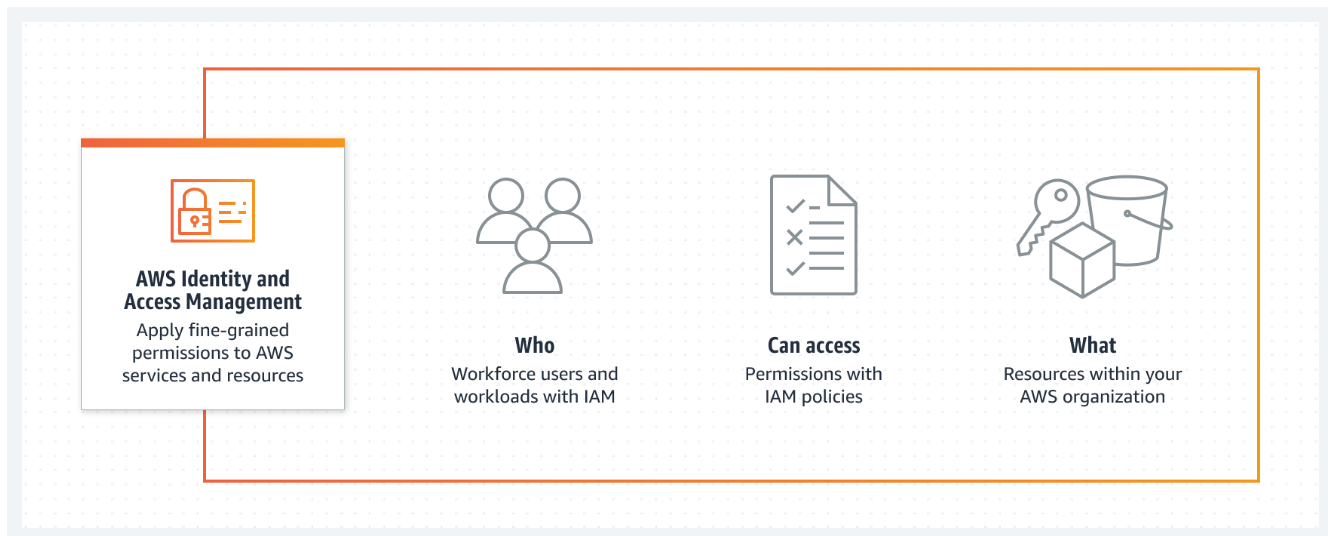 AWS Identity and
Access Management
Apply fine-grained
permissions to AWS
services and resources
Who
Workforce users and
workloads with IAM
Can access
Permissions with
IAM policies
What
Resources within your
AWS organization